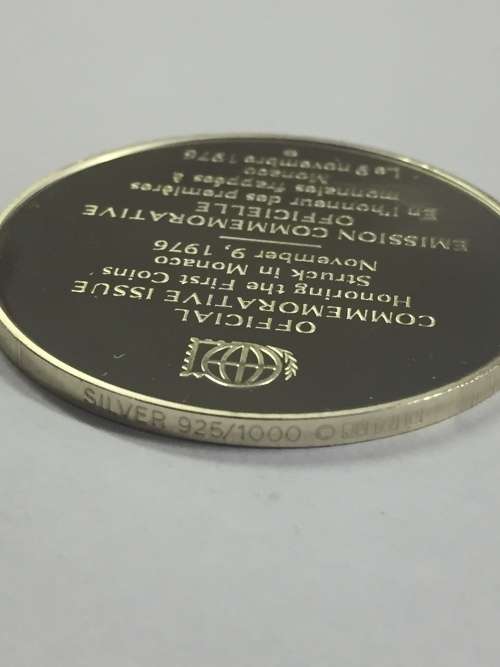 OFFICIAL
COMMEMORATIVE ISSUE
Honoring the First Coins
Struck in Monaco
November 9, 1976
EMISSION COMMEMORATIVE
OFFICIELLE
En l'honneur des premières
monnaies frappées à
Monaco
Le 9 novembre 1976
©
SILVER 925/1000 ©